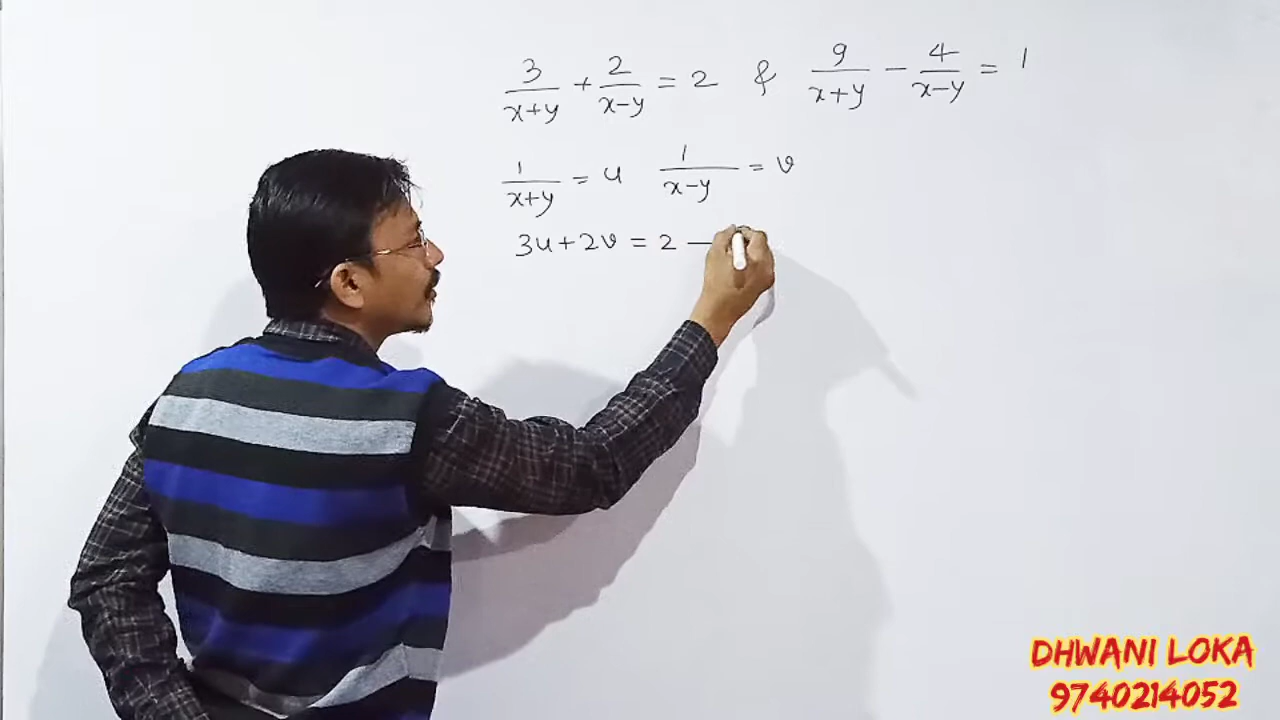 3/(x+y) + 2/(x-y) = 2 & 9/(x+y) - 4/(x-y) = 1
1/(x+y) = u 1/(x-y) = v
3u+2v = 2 —
DHWANI LOKA
9740214052